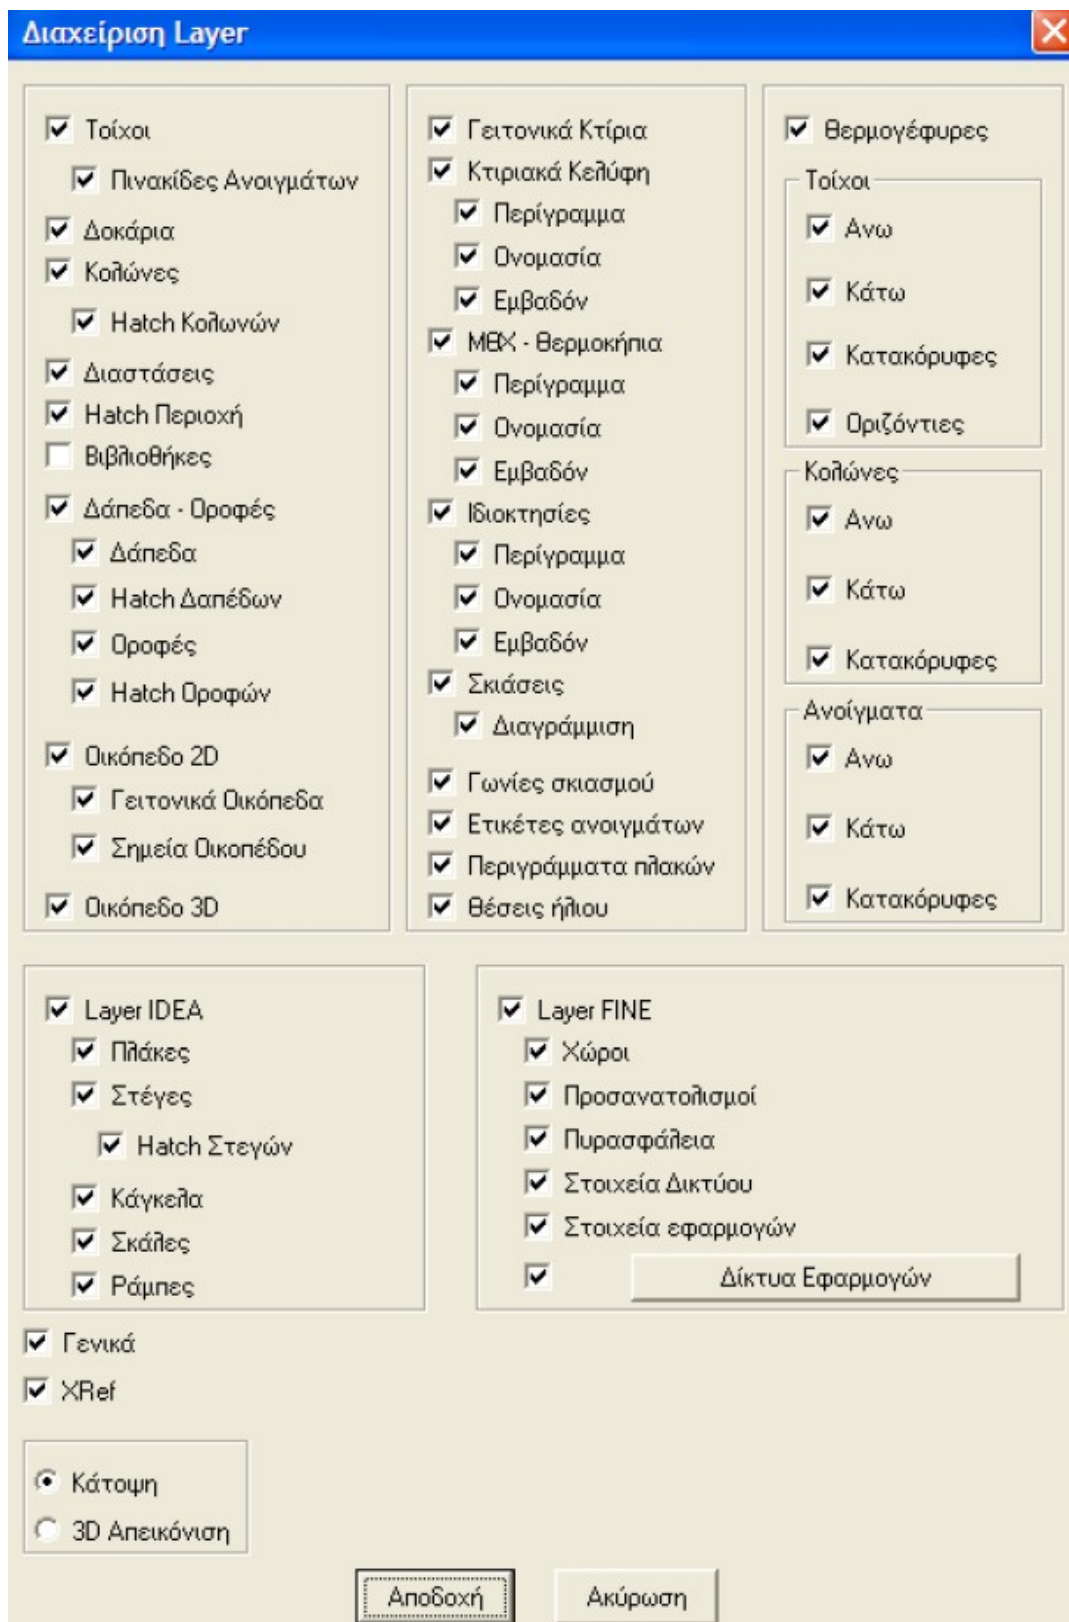 Διαχείριση Layer
Τοίχοι
Πινακίδες Ανοιγμάτων
Δοκάρια
Κολώνες
Hatch Κολωνών
Διαστάσεις
Hatch Περιοχή
Βιβλιοθήκες
Δάπεδα - Οροφές
Δάπεδα
Hatch Δαπέδων
Οροφές
Hatch Οροφών
Οικόπεδο 2D
Γειτονικά Οικόπεδα
Σημεία Οικοπέδου
Οικόπεδο 3D
Γειτονικά Κτίρια
Κτιριακά Κελύφη
Περίγραμμα
Ονομασία
Εμβαδόν
ΜΘΧ - Θερμοκήπια
Περίγραμμα
Ονομασία
Εμβαδόν
Ιδιοκτησίες
Περίγραμμα
Ονομασία
Εμβαδόν
Σκιάσεις
Διαγράμμιση
Γωνίες σκιασμού
Ετικέτες ανοιγμάτων
Περιγράμματα πλακών
Θέσεις ήλιου
Θερμογέφυρες
Τοίχοι
Ανω
Κάτω
Κατακόρυφες
Οριζόντιες
Κολώνες
Ανω
Κάτω
Κατακόρυφες
Ανοίγματα
Ανω
Κάτω
Κατακόρυφες
Layer IDEA
Πλάκες
Στέγες
Hatch Στεγών
Κάγκελα
Σκάλες
Ράμπες
Layer FINE
Χώροι
Προσανατολισμοί
Πυρασφάλεια
Στοιχεία Δικτύου
Στοιχεία εφαρμογών
Δίκτυα Εφαρμογών
Γενικά
XRef
Κάτοψη
3D Απεικόνιση
Αποδοχή
Ακύρωση